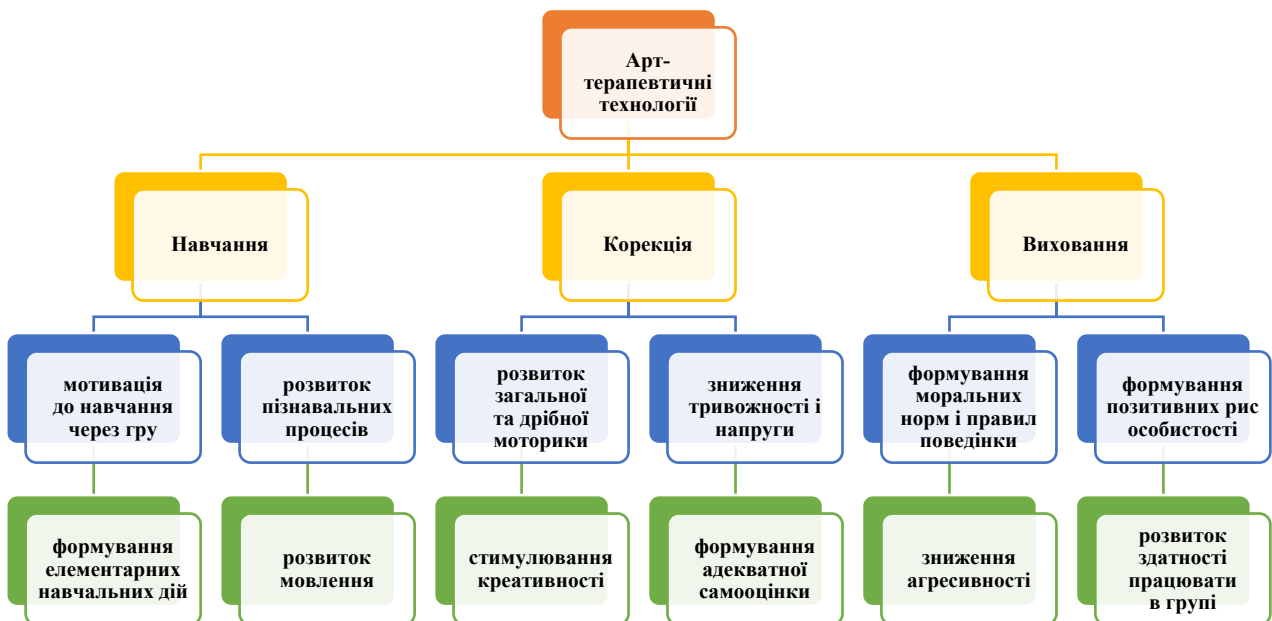 Арт-
терапевтичні
технології
Навчання
Корекція
Виховання
мотивація
до навчання
через гру
розвиток
пізнавальних
процесів
розвиток
загальної
та дрібної
моторики
зниження
тривожності і
напруги
формування
моральних
норм і правил
поведінки
формування
позитивних рис
особистості
формування
елементарних
навчальних дій
розвиток
мовлення
стимулювання
креативності
формування
адекватної
самооцінки
зниження
агресивності
розвиток
здатності
працювати
в групі